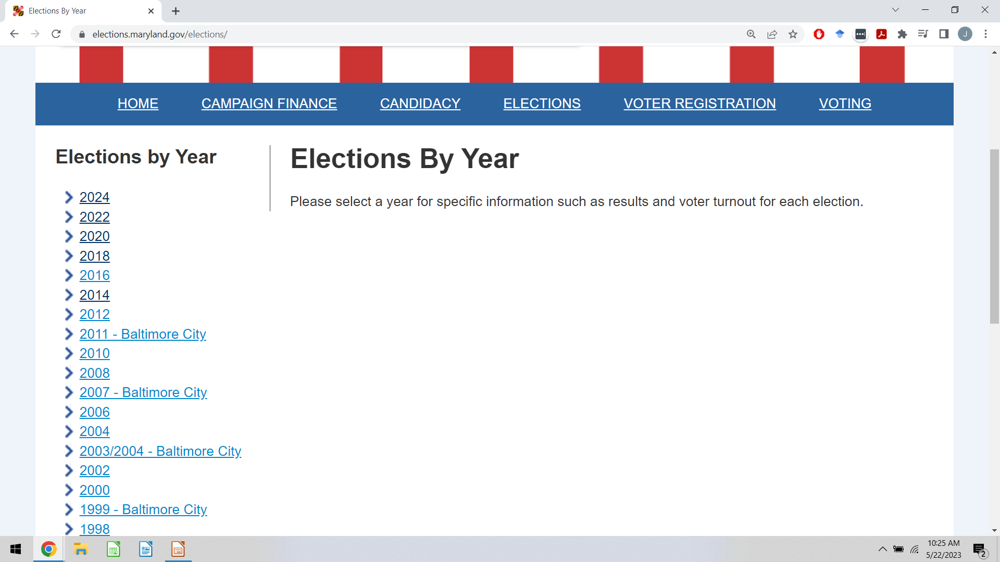 Elections By Year
elections.maryland.gov/elections/
J
HOME CAMPAIGN FINANCE CANDIDACY ELECTIONS VOTER REGISTRATION VOTING
Elections by Year
2024
2022
2020
2018
2016
2014
2012
2011 - Baltimore City
2010
2008
2007 - Baltimore City
2006
2004
2003/2004 - Baltimore City
2002
2000
1999 - Baltimore City
1998
Elections By Year
Please select a year for specific information such as results and voter turnout for each election.
10:25 AM
5/22/2023
2